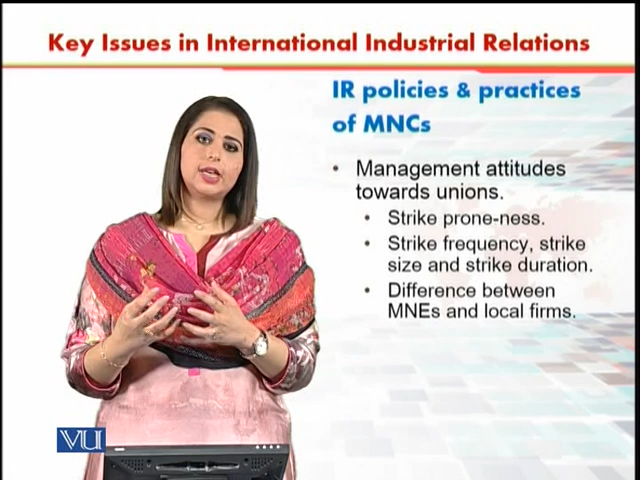 Key Issues in International Industrial Relations
IR policies & practices
of MNCs
• Management attitudes
towards unions.
• Strike prone-ness.
• Strike frequency, strike
size and strike duration.
• Difference between
MNEs and local firms.
VU